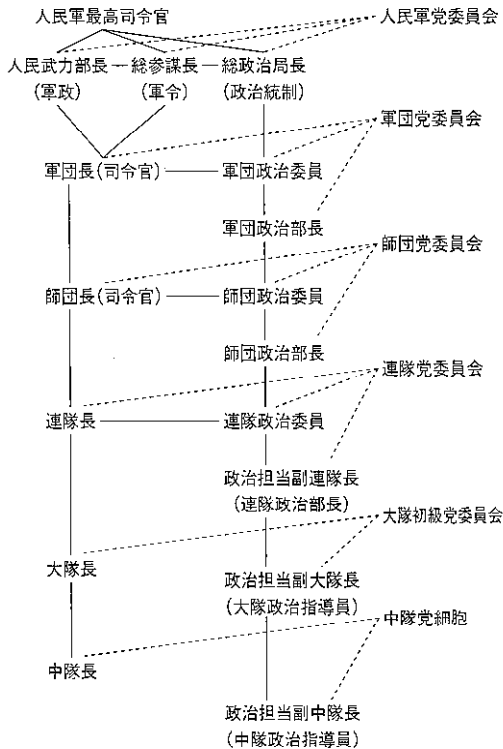 人民軍最高司令官
人民軍党委員会
人民武力部長
総参謀長
総政治局長
(軍政)
(軍令)
(政治統制)
軍団党委員会
軍団長(司令官)
軍団政治委員
軍団政治部長
師団党委員会
師団長(司令官)
師団政治委員
師団政治部長
連隊党委員会
連隊長
連隊政治委員
政治担当副連隊長
(連隊政治部長)
大隊初級党委員会
大隊長
政治担当副大隊長
(大隊政治指導員)
中隊党細胞
中隊長
政治担当副中隊長
(中隊政治指導員)